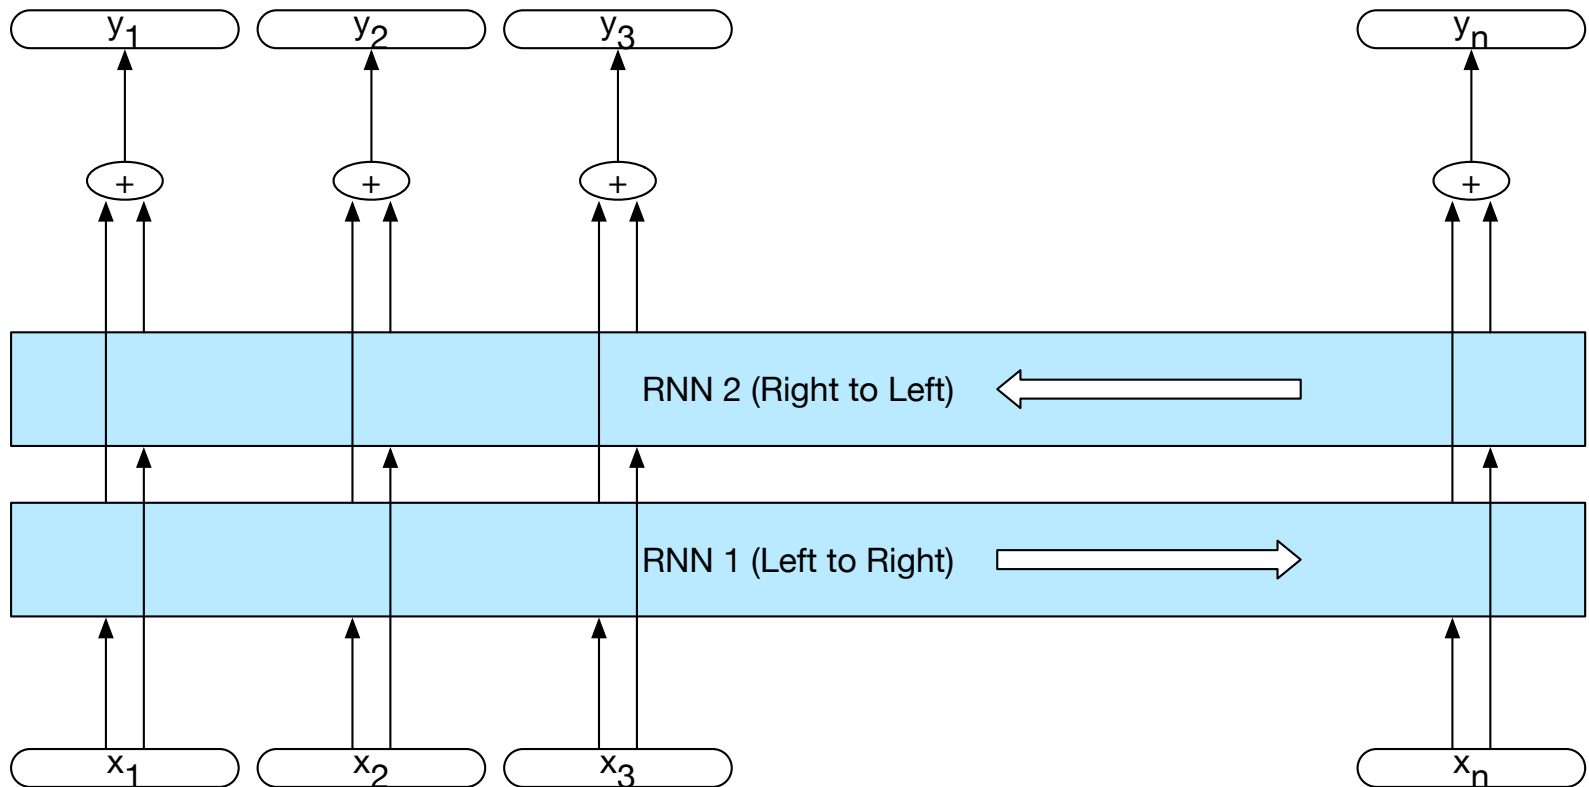 y1 y2 y3 yn
+ + + +
RNN 2 (Right to Left)
RNN 1 (Left to Right)
x1 x2 x3 xn